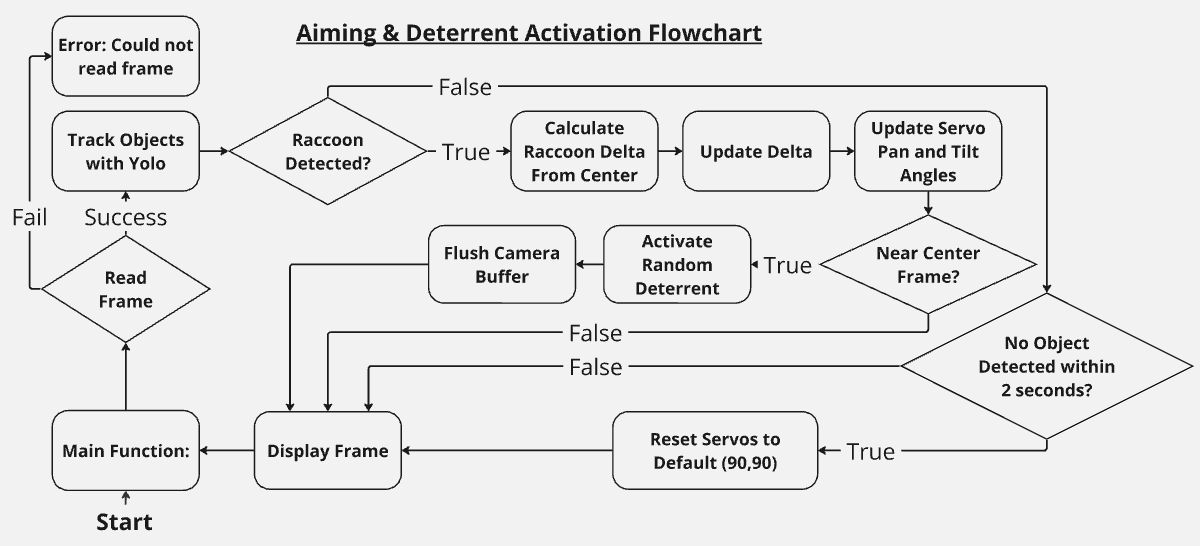 Aiming & Deterrent Activation Flowchart
Error: Could not
read frame
False
Track Objects
with Yolo
Raccoon
Detected?
True
Calculate
Raccoon Delta
From Center
Update Delta
Update Servo
Pan and Tilt
Angles
Fail
Success
Read
Frame
Flush Camera
Buffer
Activate
Random
Deterrent
True
Near Center
Frame?
False
False
No Object
Detected within
2 seconds?
Main Function:
Display Frame
Reset Servos to
Default (90,90)
True
Start